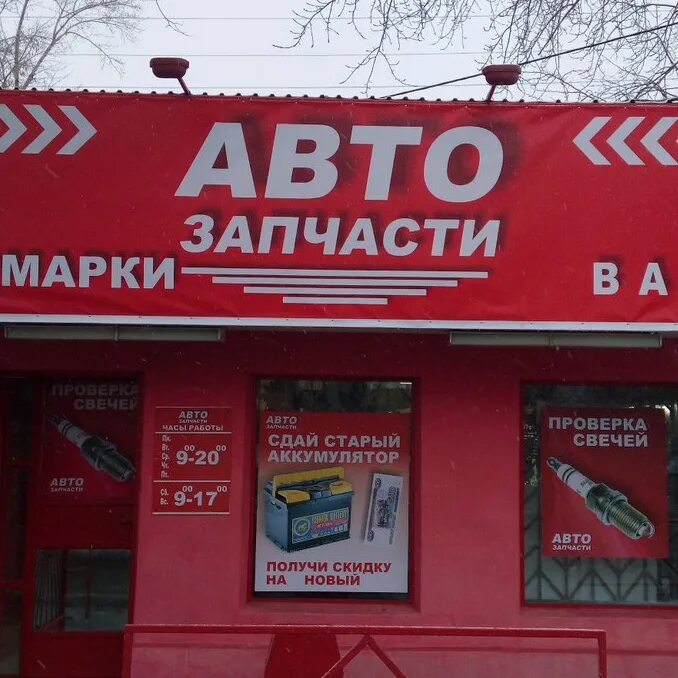 АВТО
ЗАПЧАСТИ
МАРКИ
В А
ПРОВЕРКА
СВЕЧЕЙ
АВТО
ЗАПЧАСТИ
АВТО
ЗАПЧАСТИ
ЧАСЫ РАБОТЫ
Пн.
Вт.
Ср.
Чт.
Пт.
9-00 20-00
Сб.
Вс.
9-00 17-00
АВТО
ЗАПЧАСТИ
СДАЙ СТАРЫЙ
АККУМУЛЯТОР
ПОЛУЧИ СКИДКУ
НА НОВЫЙ
ПРОВЕРКА
СВЕЧЕЙ
АВТО
ЗАПЧАСТИ